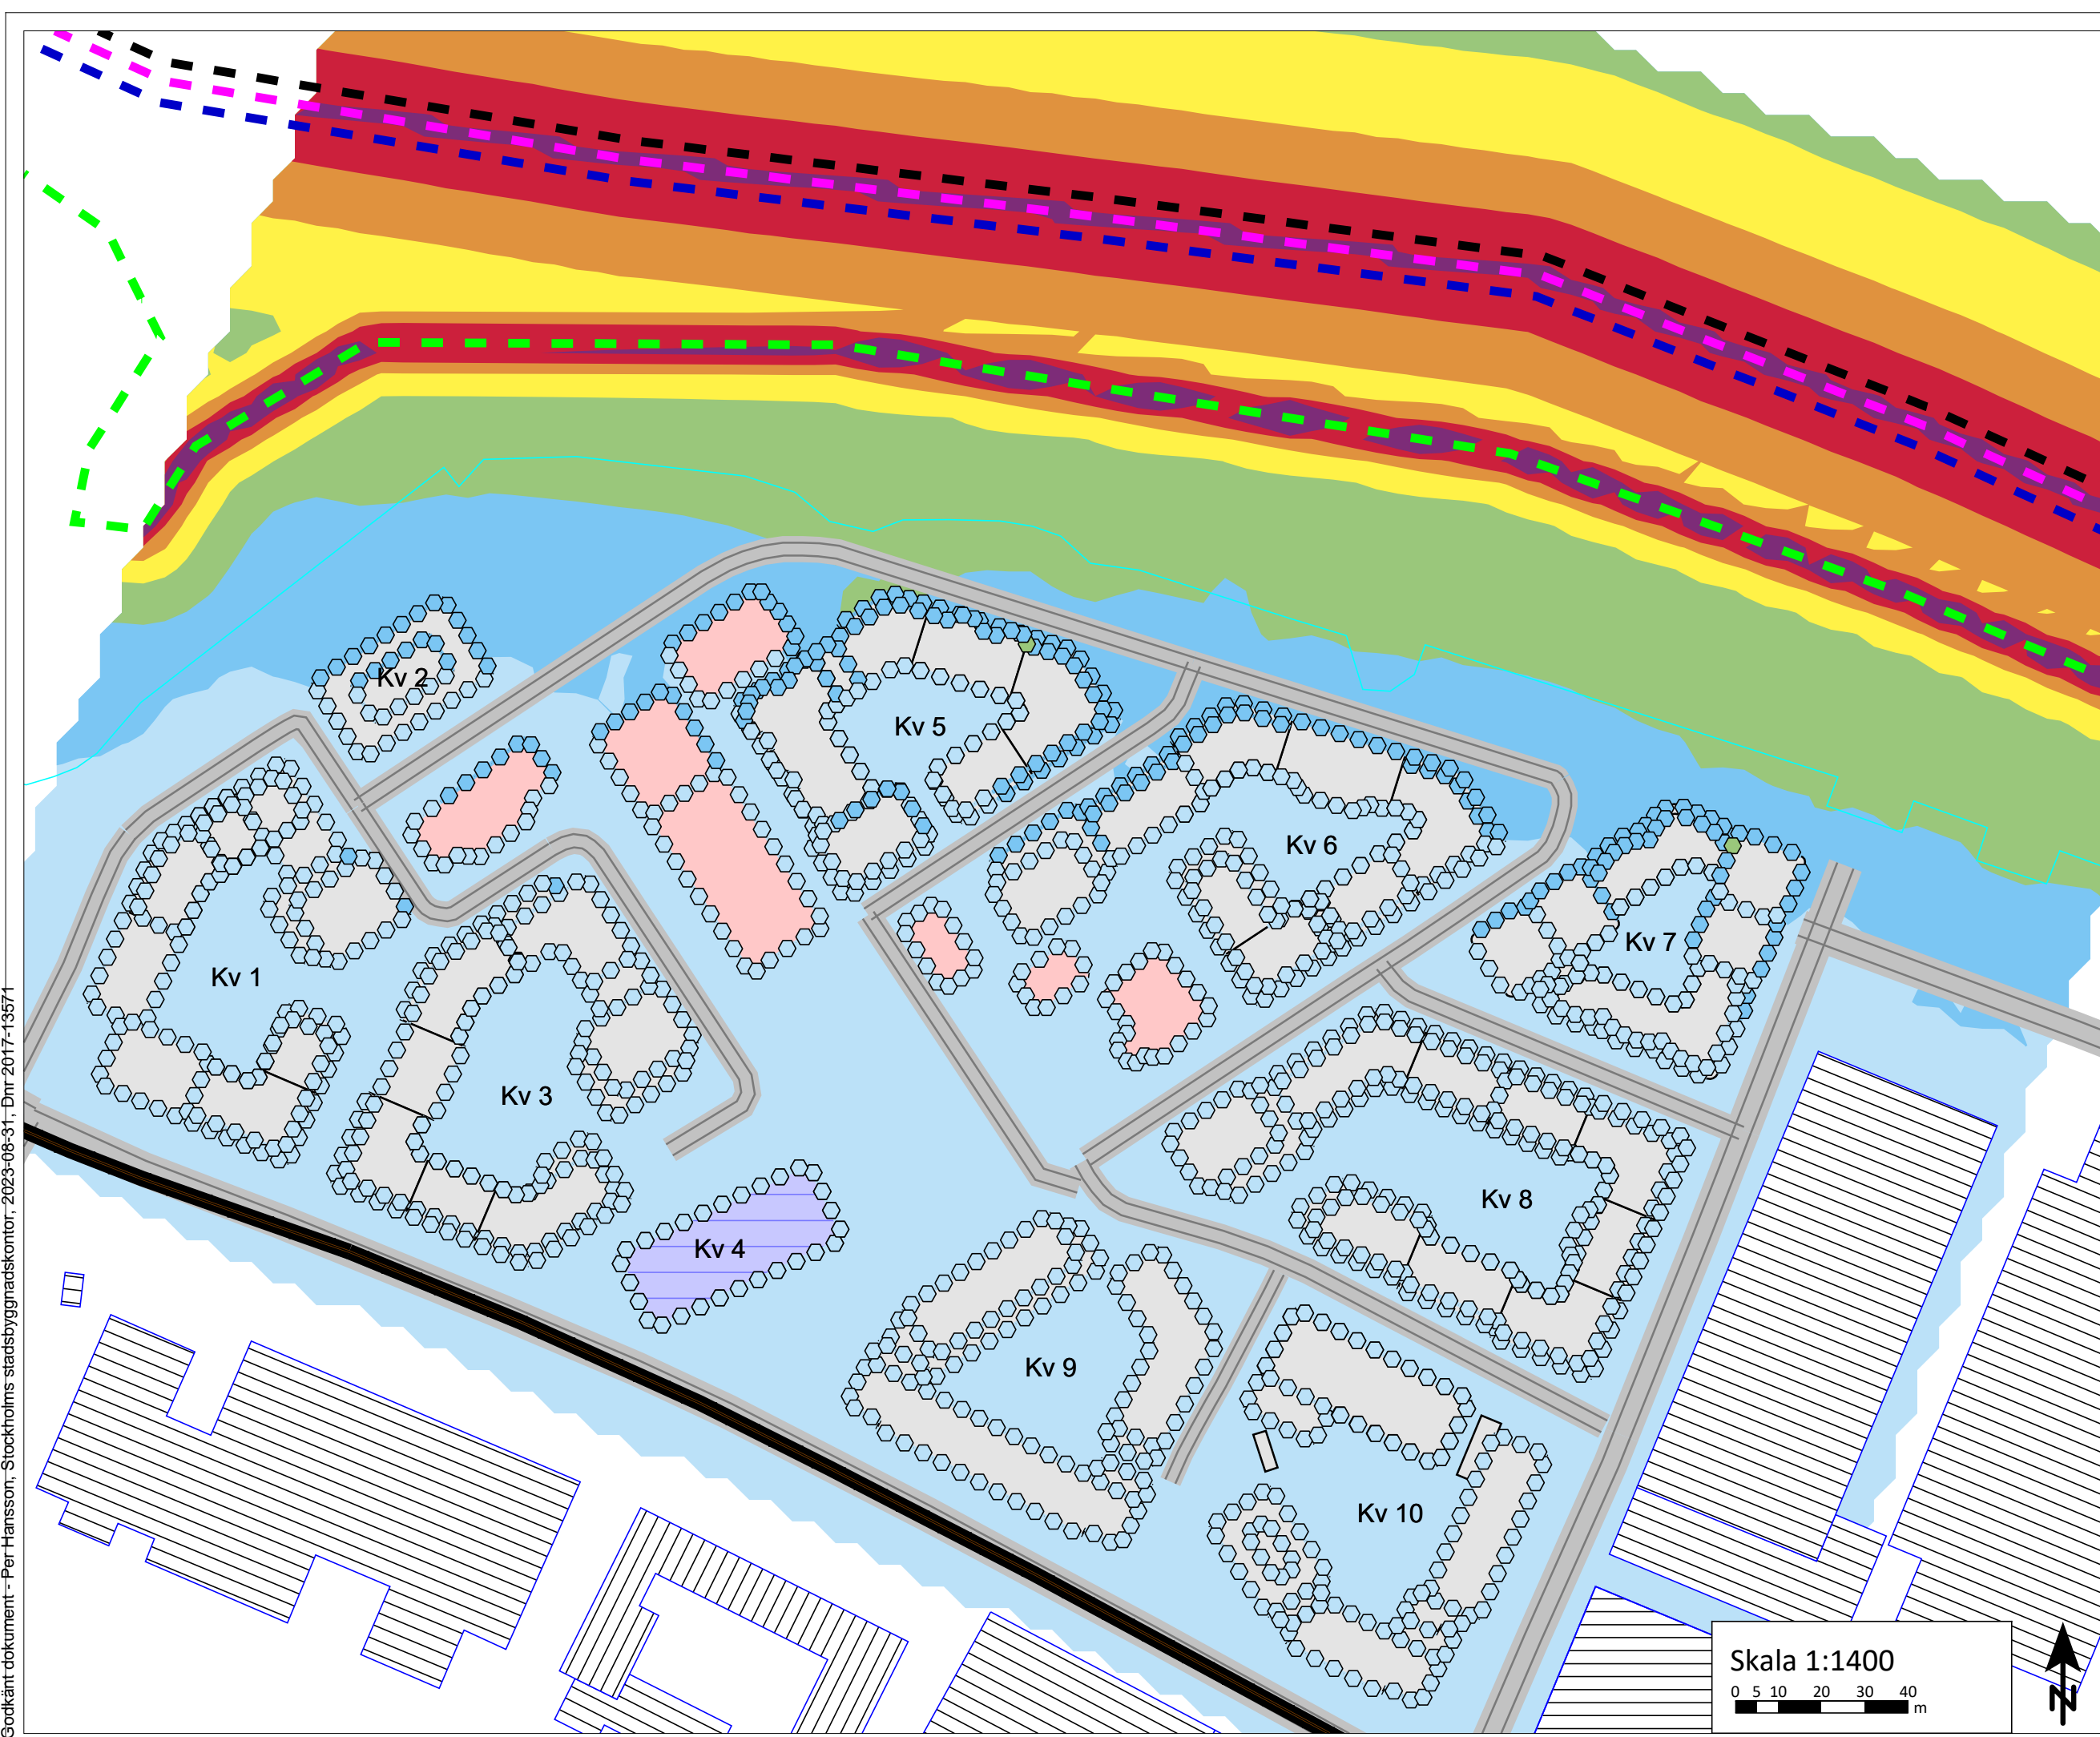 Kv 2
Kv 5
Kv 6
Kv 7
Kv 1
Kv 3
Kv 8
Kv 4
Kv 9
Kv 10
Skala 1:1400
0 5 10 20 30 40
m
N
Godkänt dokument - Per Hansson, Stockholms stadsbyggnadskontor, 2023-08-31, Dnr 2017-13571